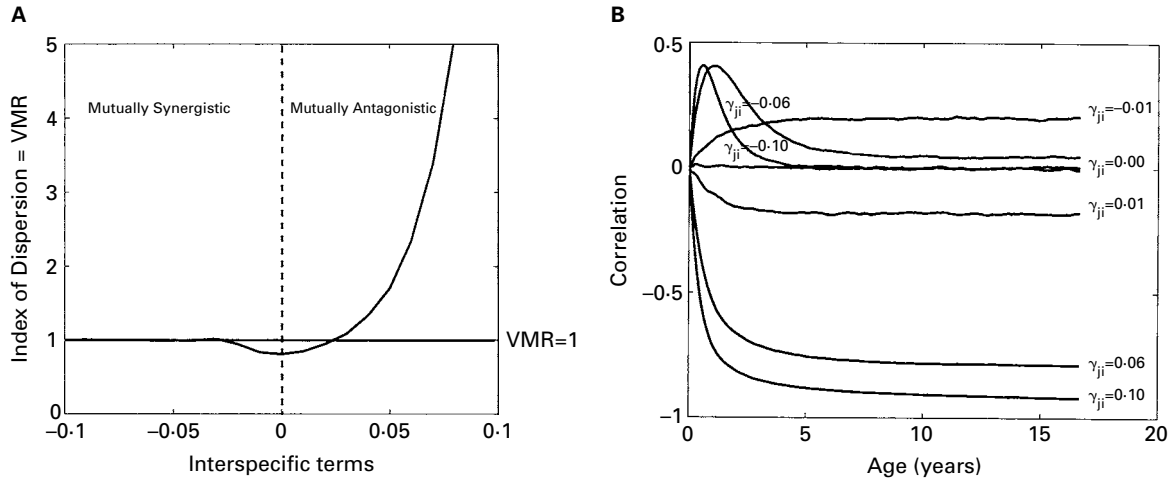 A
Index of Dispersion = VMR
5
4
3
2
1
0
Mutually Synergistic
Mutually Antagonistic
VMR=1
−0·1
−0·05
0
0·05
0·1
Interspecific terms
B
Correlation
0·5
0
−0·5
−1
γji=−0·06
γji=−0·10
γji=−0·01
γji=0·00
γji=0·01
γji=0·06
γji=0·10
0
5
10
15
20
Age (years)